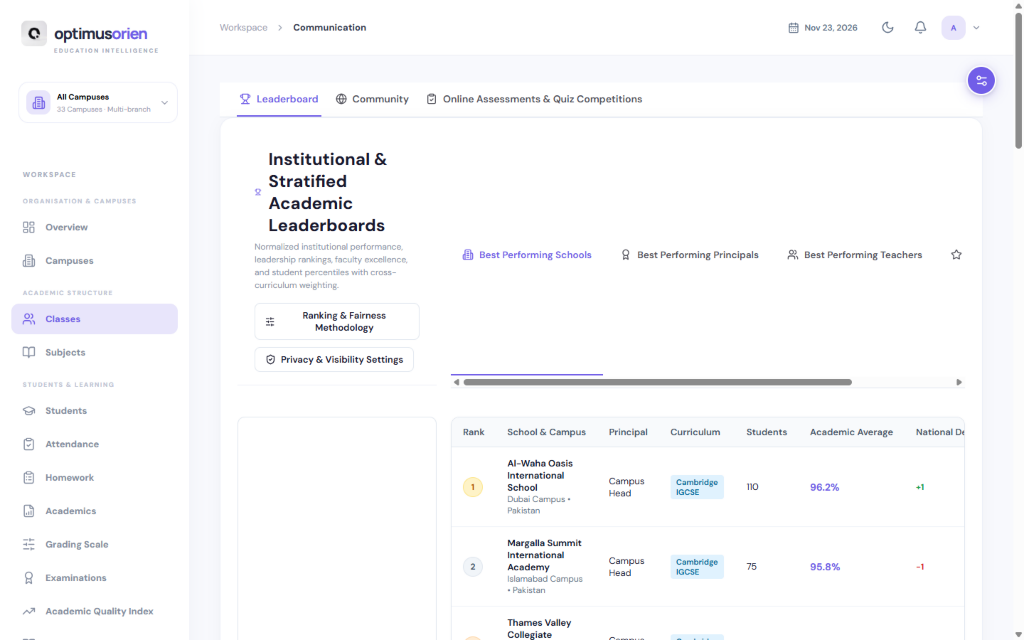 optimusorien
EDUCATION INTELLIGENCE
All Campuses
33 Campuses · Multi-branch
WORKSPACE
ORGANISATION & CAMPUSES
Overview
Campuses
ACADEMIC STRUCTURE
Classes
Subjects
STUDENTS & LEARNING
Students
Attendance
Homework
Academics
Grading Scale
Examinations
Academic Quality Index
Workspace > Communication
Nov 23, 2026
A
Leaderboard
Community
Online Assessments & Quiz Competitions
Institutional &
Stratified
Academic
Leaderboards
Normalized institutional performance,
leadership rankings, faculty excellence,
and student percentiles with cross-
curriculum weighting.
Ranking & Fairness
Methodology
Privacy & Visibility Settings
Best Performing Schools
Best Performing Principals
Best Performing Teachers
Rank School & Campus Principal Curriculum Students Academic Average National De
1
Al-Waha Oasis
International
School
Dubai Campus •
Pakistan
Campus
Head
Cambridge
IGCSE
110
96.2%
+1
2
Margalla Summit
International
Academy
Islamabad Campus
• Pakistan
Campus
Head
Cambridge
IGCSE
75
95.8%
-1
Thames Valley
Collegiate